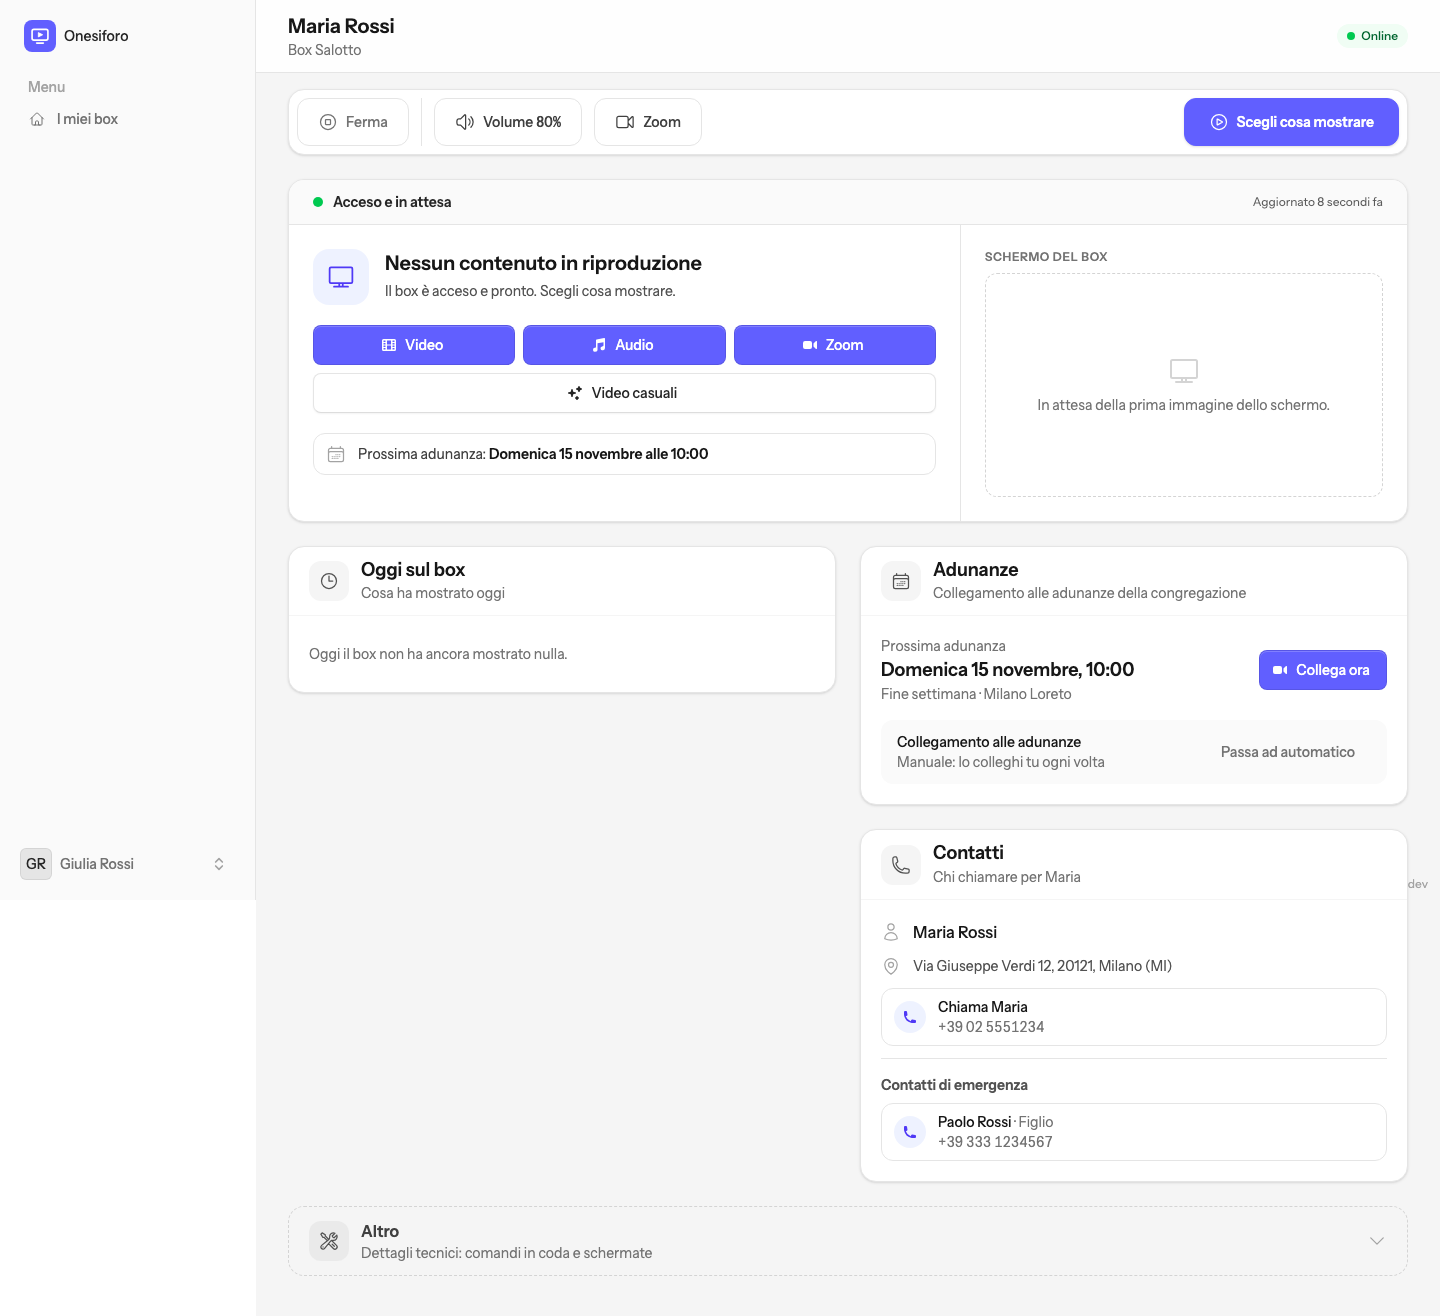 Onesiforo
Menu
I miei box
GR Giulia Rossi
Maria Rossi
Box Salotto
Online
Ferma
Volume 80%
Zoom
Scegli cosa mostrare
Acceso e in attesa
Aggiornato 8 secondi fa
Nessun contenuto in riproduzione
Il box è acceso e pronto. Scegli cosa mostrare.
Video
Audio
Zoom
Video casuali
Prossima adunanza: Domenica 15 novembre alle 10:00
SCHERMO DEL BOX
In attesa della prima immagine dello schermo.
Oggi sul box
Cosa ha mostrato oggi
Oggi il box non ha ancora mostrato nulla.
Adunanze
Collegamento alle adunanze della congregazione
Prossima adunanza
Domenica 15 novembre, 10:00
Fine settimana · Milano Loreto
Collega ora
Collegamento alle adunanze
Manuale: lo colleghi tu ogni volta
Passa ad automatico
Contatti
Chi chiamare per Maria
dev
Maria Rossi
Via Giuseppe Verdi 12, 20121, Milano (MI)
Chiama Maria
+39 02 5551234
Contatti di emergenza
Paolo Rossi · Figlio
+39 333 1234567
Altro
Dettagli tecnici: comandi in coda e schermate